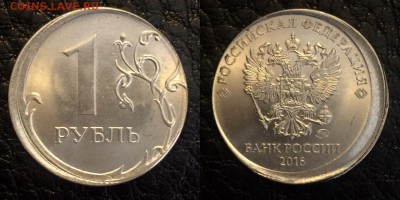 COINS.LAVE.RU
1
РУБЛЬ
РОССИЙСКАЯ ФЕДЕРАЦИЯ
БАНК РОССИИ
2016